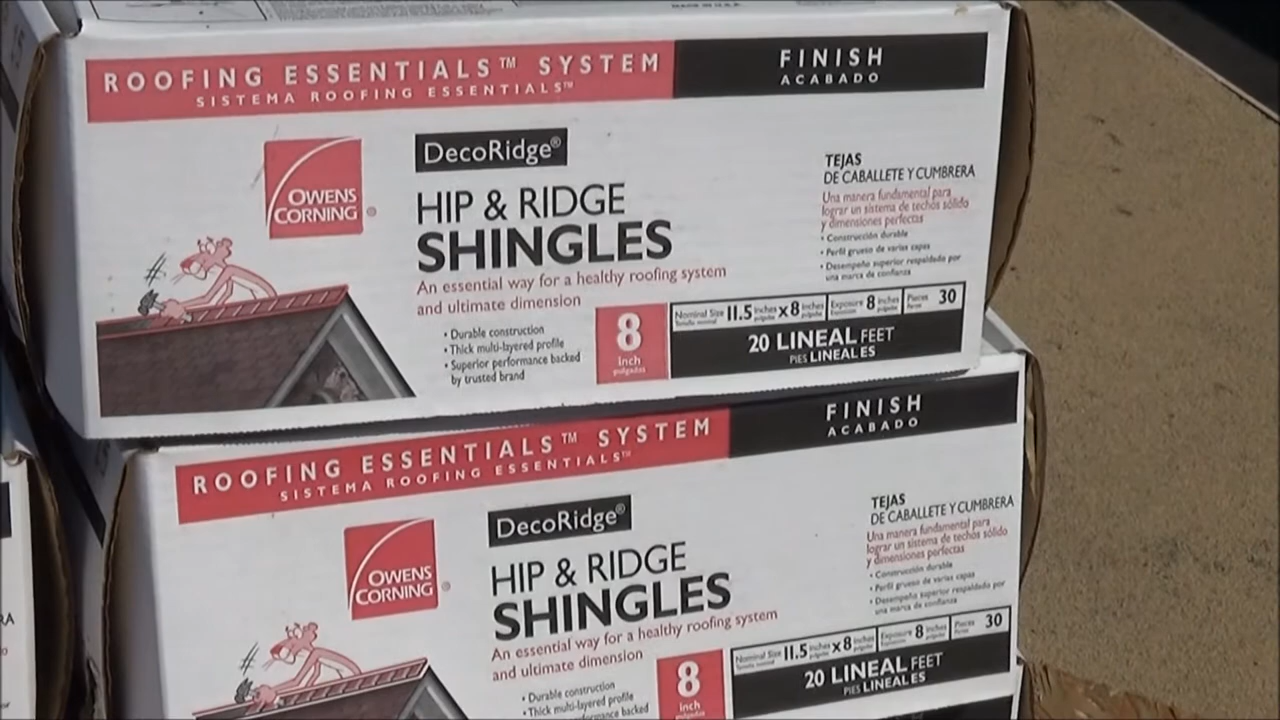 MADE IN U.S.A.
ROOFING ESSENTIALS™ SYSTEM
SISTEMA ROOFING ESSENTIALS™
FINISH
ACABADO
OWENS
CORNING®
DecoRidge®
HIP & RIDGE
SHINGLES
An essential way for a healthy roofing system
and ultimate dimension
• Durable construction
• Thick multi-layered profile
• Superior performance backed
by trusted brand
8
inch
pulgadas
TEJAS
DE CABALLETE Y CUMBRERA
Una manera fundamental para
lograr un sistema de techos sólido
y dimensiones perfectas
• Construcción durable
• Perfil grueso de varias capas
• Desempeño superior respaldado por
una marca de confianza
Nominal Size 11.5 inches x 8 inches
Exposure 8 inches
Pieces 30
20 LINEAL FEET
PIES LINEALES
ROOFING ESSENTIALS™ SYSTEM
SISTEMA ROOFING ESSENTIALS™
FINISH
ACABADO
OWENS
CORNING®
DecoRidge®
HIP & RIDGE
SHINGLES
An essential way for a healthy roofing system
and ultimate dimension
• Durable construction
• Thick multi-layered profile
performance backed
8
inch
pulgadas
TEJAS
DE CABALLETE Y CUMBRERA
Una manera fundamental para
lograr un sistema de techos sólido
y dimensiones perfectas
• Construcción durable
• Perfil grueso de varias capas
• Desempeño superior respaldado por
una marca de confianza
Nominal Size 11.5 inches x 8 inches
Exposure 8 inches
Pieces 30
20 LINEAL FEET
PIES LINEALES
RA